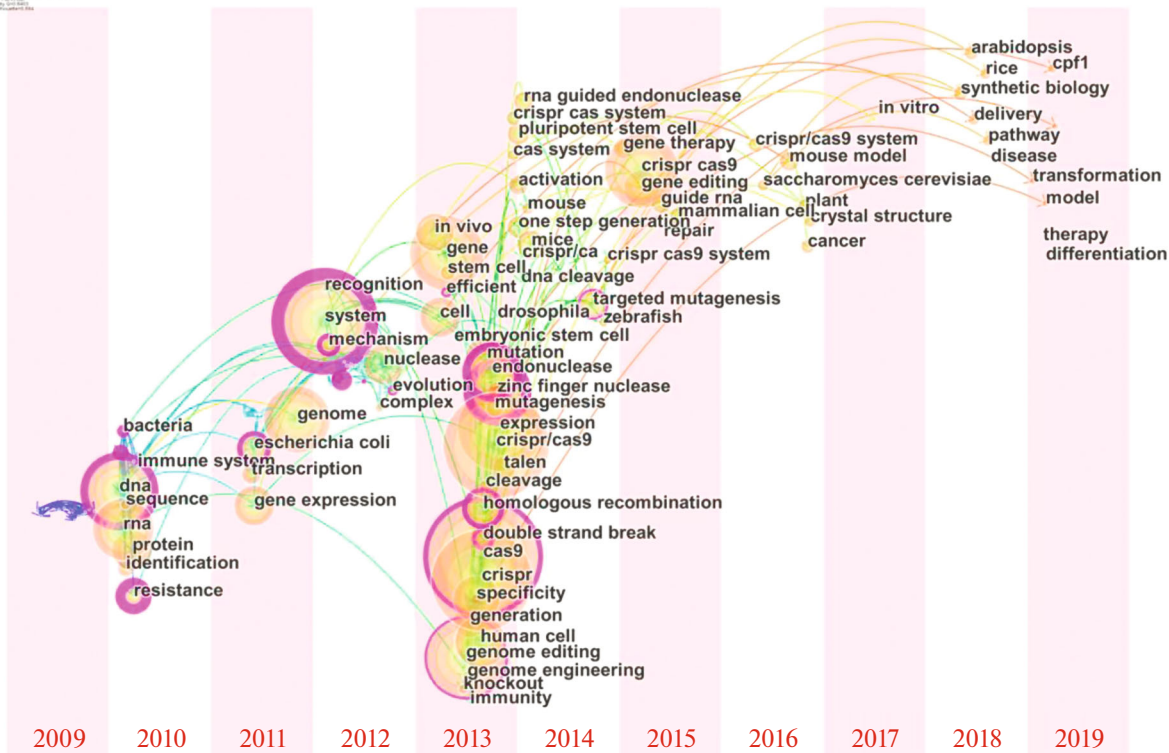 arabidopsis
cpf1
rice
synthetic biology
rna guided endonuclease
crispr cas system
in vitro
delivery
pluripotent stem cell
pathway
cas system
gene therapy
crispr/cas9 system
mouse model
disease
crispr cas9
activation
gene editing
saccharomyces cerevisiae
transformation
mouse
guide rna
plant
model
mammalian cell
crystal structure
in vivo
one step generation
repair
gene
mice
cancer
therapy
crispr/ca
crispr cas9 system
differentiation
stem cell
dna cleavage
recognition
efficient
targeted mutagenesis
system
cell
drosophila
zebrafish
mechanism
embryonic stem cell
nuclease
mutation
endonuclease
evolution
zinc finger nuclease
complex
mutagenesis
genome
bacteria
expression
escherichia coli
crispr/cas9
immune system
transcription
talen
dna
cleavage
sequence
gene expression
homologous recombination
rna
double strand break
protein
cas9
identification
crispr
resistance
specificity
generation
human cell
genome editing
genome engineering
knockout
immunity
2009 2010 2011 2012 2013 2014 2015 2016 2017 2018 2019